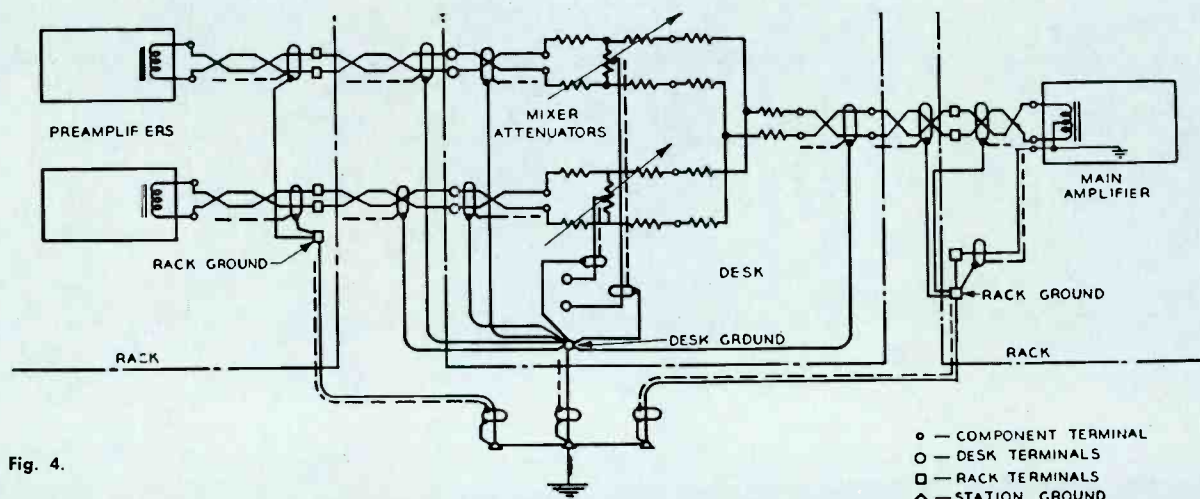 PREAMPLIF ERS
MIXER
ATTENUATORS
MAIN
AMPLIFIER
RACK GROUND
DESK
RACK GROUND
DESK GROUND
RACK
RACK
Fig. 4.
— COMPONENT TERMINAL
— DESK TERMINALS
— RACK TERMINALS
— STATION GROUND